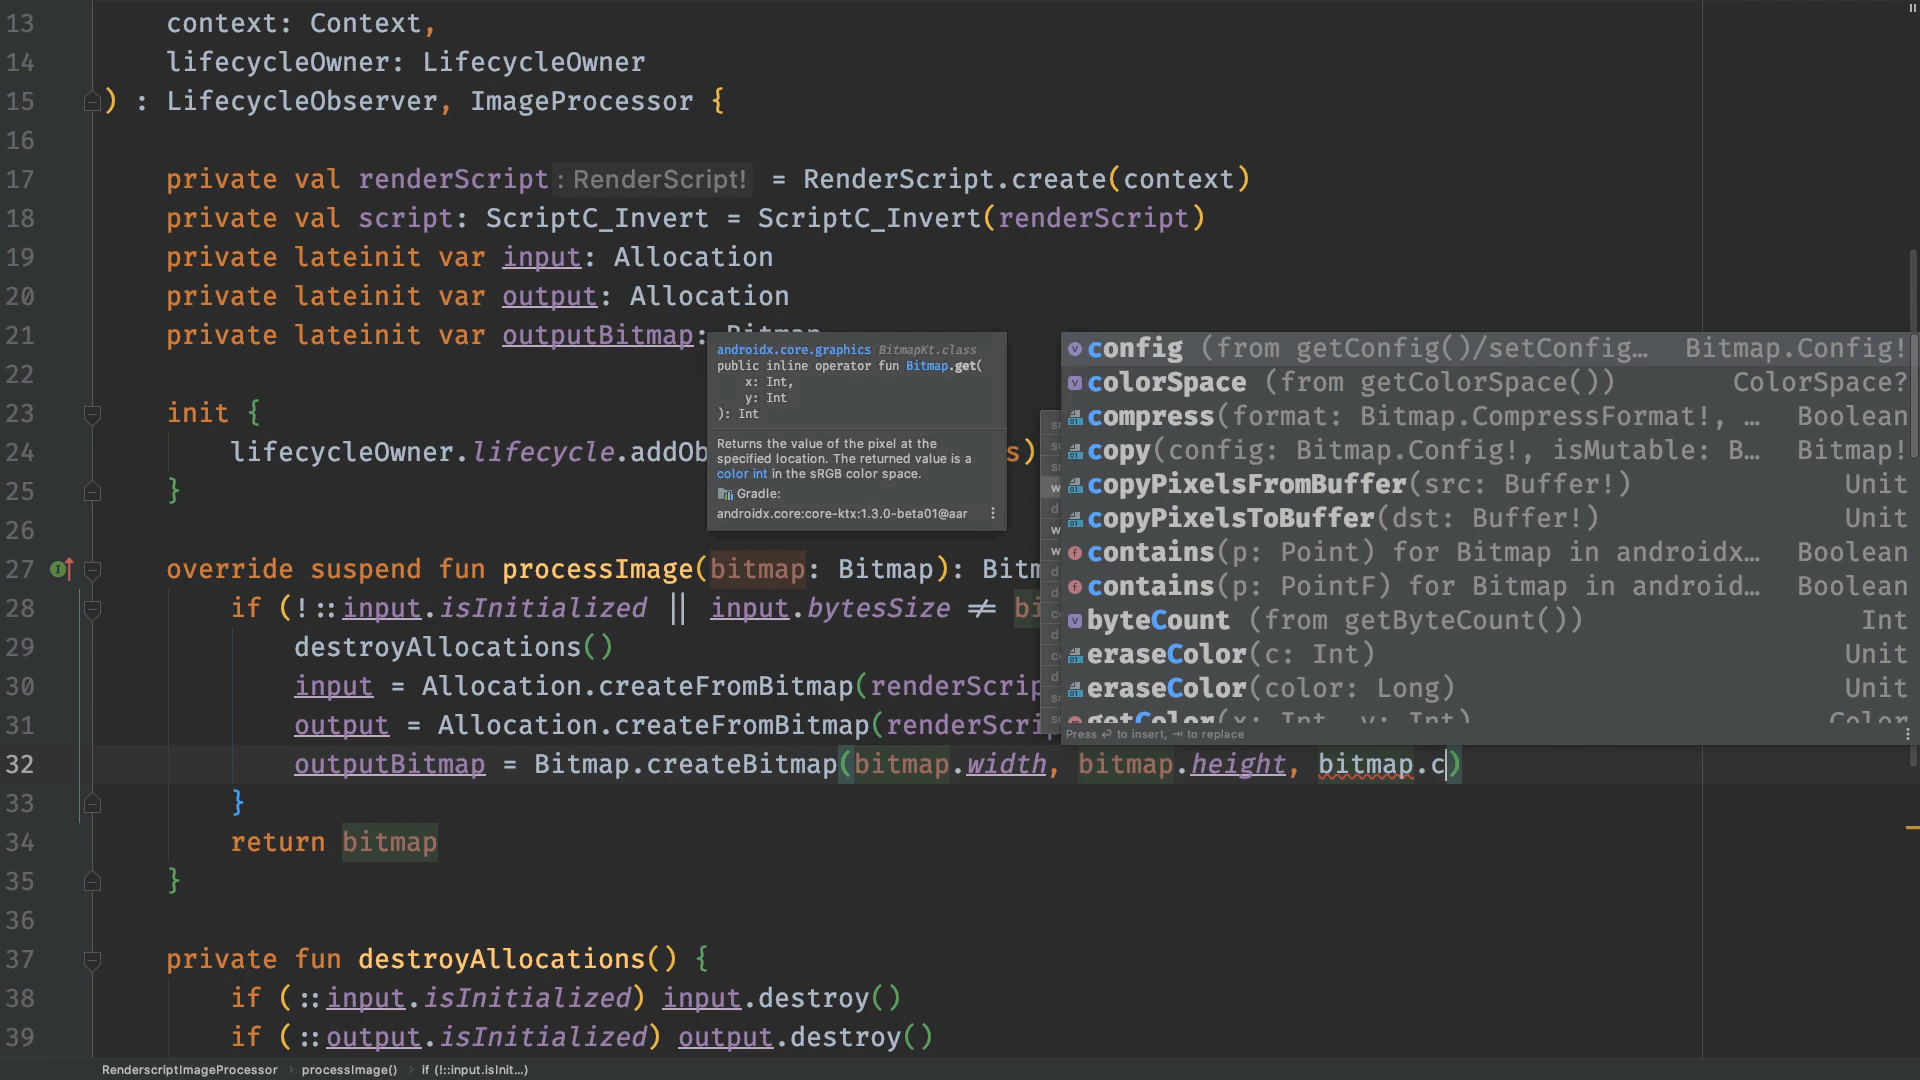 13 context: Context,
14 lifecycleOwner: LifecycleOwner
15 ) : LifecycleObserver, ImageProcessor {
16
17 private val renderScript : RenderScript! = RenderScript.create(context)
18 private val script: ScriptC_Invert = ScriptC_Invert(renderScript)
19 private lateinit var input: Allocation
20 private lateinit var output: Allocation
21 private lateinit var outputBitmap: Bitmap
22
23 init {
24 lifecycleOwner.lifecycle.addOb s)
25 }
26
27 override suspend fun processImage(bitmap: Bitmap): Bitm
28 if (!::input.isInitialized || input.bytesSize ≠ bi
29 destroyAllocations()
30 input = Allocation.createFromBitmap(renderScrip
31 output = Allocation.createFromBitmap(renderScri
32 outputBitmap = Bitmap.createBitmap(bitmap.width, bitmap.height, bitmap.c)
33 }
34 return bitmap
35 }
36
37 private fun destroyAllocations() {
38 if (::input.isInitialized) input.destroy()
39 if (::output.isInitialized) output.destroy()
androidx.core.graphics BitmapKt.class
public inline operator fun Bitmap.get(
x: Int,
y: Int
): Int
Returns the value of the pixel at the
specified location. The returned value is a
color int in the sRGB color space.
Gradle:
androidx.core:core-ktx:1.3.0-beta01@aar
config (from getConfig()/setConfig… Bitmap.Config!
colorSpace (from getColorSpace()) ColorSpace?
compress(format: Bitmap.CompressFormat!, … Boolean
copy(config: Bitmap.Config!, isMutable: B… Bitmap!
copyPixelsFromBuffer(src: Buffer!) Unit
copyPixelsToBuffer(dst: Buffer!) Unit
contains(p: Point) for Bitmap in androidx… Boolean
contains(p: PointF) for Bitmap in android… Boolean
byteCount (from getByteCount()) Int
eraseColor(c: Int) Unit
eraseColor(color: Long) Unit
getColor(x: Int, y: Int) Color
Press ↵ to insert, ⇥ to replace
RenderscriptImageProcessor › processImage() › if (!::input.isInit...)